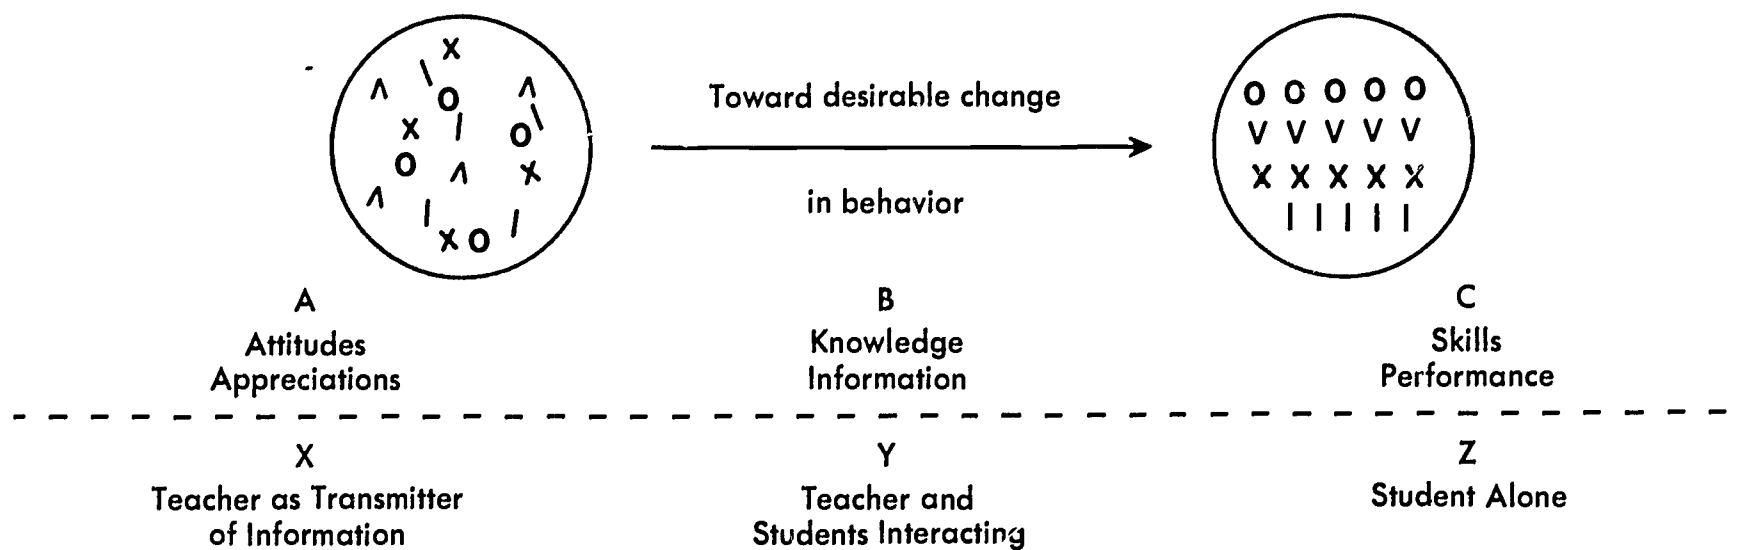 Toward desirable change
in behavior
O O O O O
V V V V V
X X X X X
| | | | |
A
B
C
Attitudes
Appreciations
Knowledge
Information
Skills
Performance
X
Y
Z
Teacher as Transmitter
of Information
Teacher and
Students Interacting
Student Alone